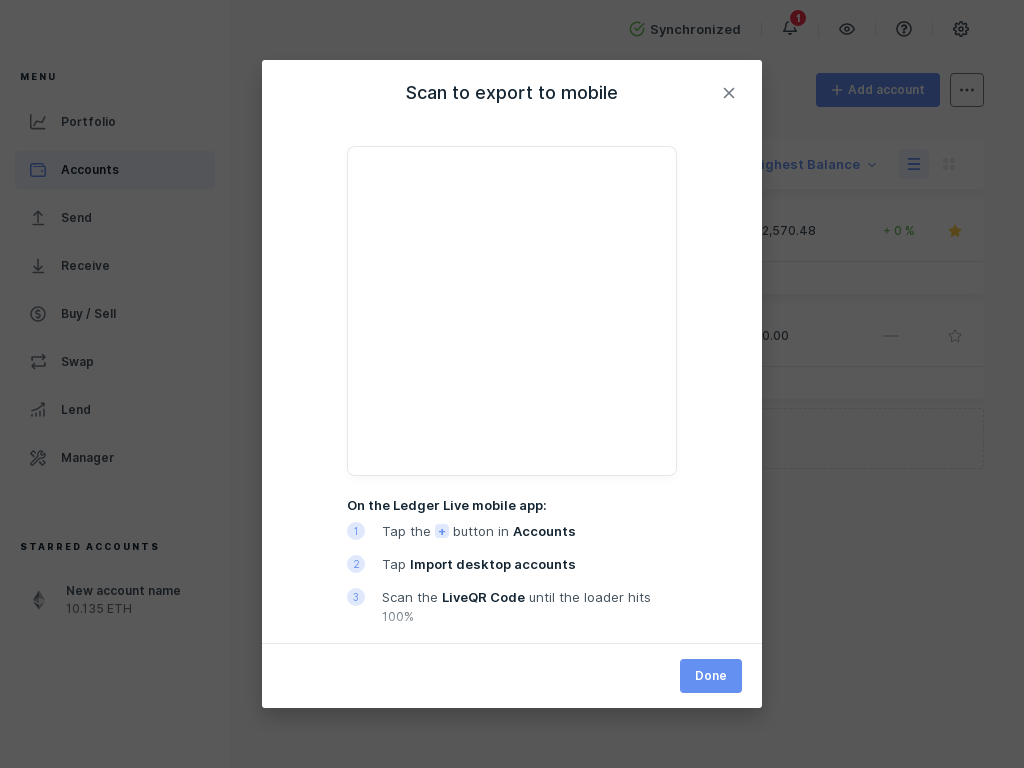 Synchronized
1
MENU
Portfolio
Accounts
Send
Receive
Buy / Sell
Swap
Lend
Manager
STARRED ACCOUNTS
New account name
10.135 ETH
Add account
Balance
2,570.48
+ 0 %
0.00
—
Scan to export to mobile
On the Ledger Live mobile app:
1 Tap the + button in Accounts
2 Tap Import desktop accounts
3 Scan the LiveQR Code until the loader hits
100%
Done